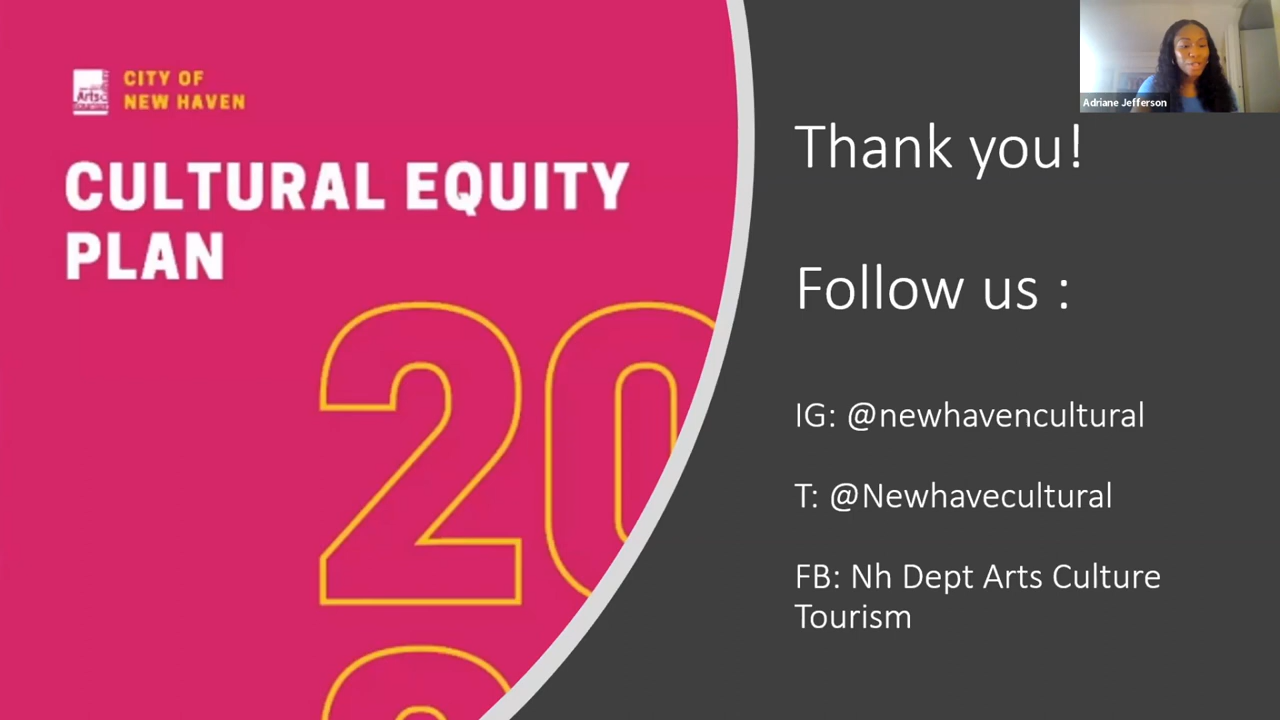 CITY OF
NEW HAVEN
Arts
CULTURAL EQUITY
PLAN
20
Adriane Jefferson
Thank you!
Follow us :
IG: @newhavencultural
T: @Newhavecultural
FB: Nh Dept Arts Culture
Tourism